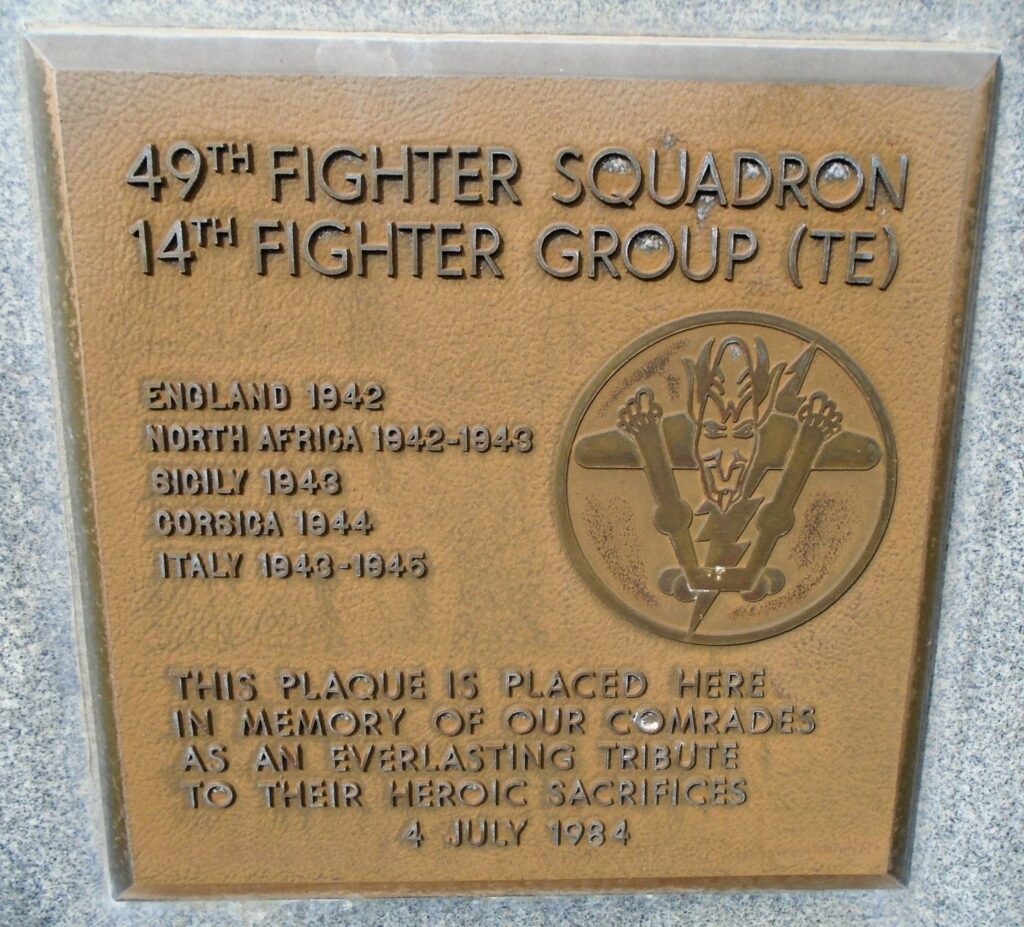 49TH FIGHTER SQUADRON
14TH FIGHTER GROUP (TE)
ENGLAND 1942
NORTH AFRICA 1942-1943
SICILY 1943
CORSICA 1944
ITALY 1943-1945
THIS PLAQUE IS PLACED HERE
IN MEMORY OF OUR COMRADES
AS AN EVERLASTING TRIBUTE
TO THEIR HEROIC SACRIFICES
4 JULY 1984